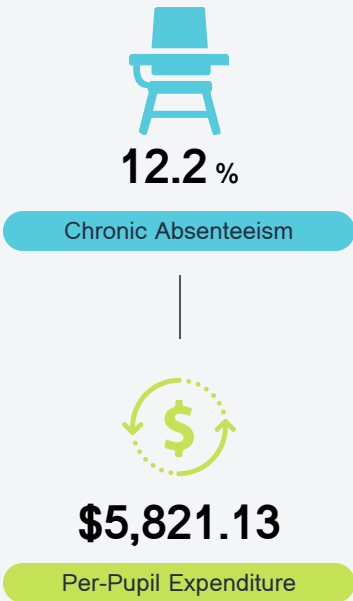 12.2 %
Chronic Absenteeism
$
$5,821.13
Per-Pupil Expenditure